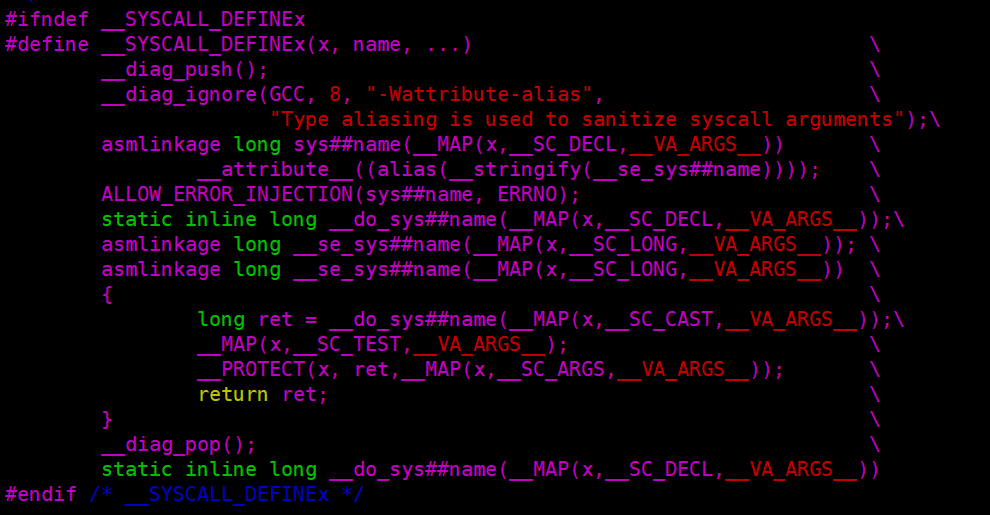 #ifndef __SYSCALL_DEFINEx
#define __SYSCALL_DEFINEx(x, name, ...)                                 \
        __diag_push();                                                  \
        __diag_ignore(GCC, 8, "-Wattribute-alias",                      \
                      "Type aliasing is used to sanitize syscall arguments");\
        asmlinkage long sys##name(__MAP(x,__SC_DECL,__VA_ARGS__))       \
                __attribute__((alias(__stringify(__se_sys##name))));    \
        ALLOW_ERROR_INJECTION(sys##name, ERRNO);                        \
        static inline long __do_sys##name(__MAP(x,__SC_DECL,__VA_ARGS__));\
        asmlinkage long __se_sys##name(__MAP(x,__SC_LONG,__VA_ARGS__)); \
        asmlinkage long __se_sys##name(__MAP(x,__SC_LONG,__VA_ARGS__))  \
        {                                                               \
                long ret = __do_sys##name(__MAP(x,__SC_CAST,__VA_ARGS__));\
                __MAP(x,__SC_TEST,__VA_ARGS__);                         \
                __PROTECT(x, ret,__MAP(x,__SC_ARGS,__VA_ARGS__));       \
                return ret;                                             \
        }                                                               \
        __diag_pop();                                                   \
        static inline long __do_sys##name(__MAP(x,__SC_DECL,__VA_ARGS__))
#endif /* __SYSCALL_DEFINEx */